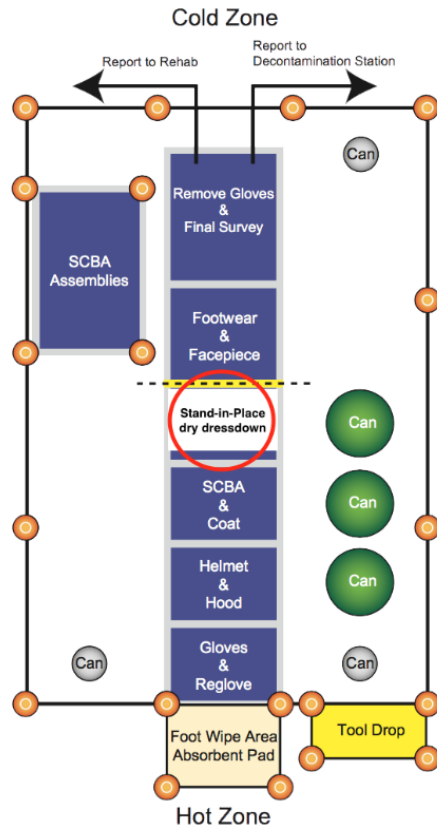 Cold Zone
Report to Rehab
Report to
Decontamination Station
Can
Remove Gloves
&
Final Survey
SCBA
Assemblies
Footwear
&
Facepiece
Stand-in-Place
dry dressdown
Can
SCBA
&
Coat
Can
Helmet
&
Hood
Can
Gloves
&
Reglove
Can
Can
Foot Wipe Area
Absorbent Pad
Tool Drop
Hot Zone